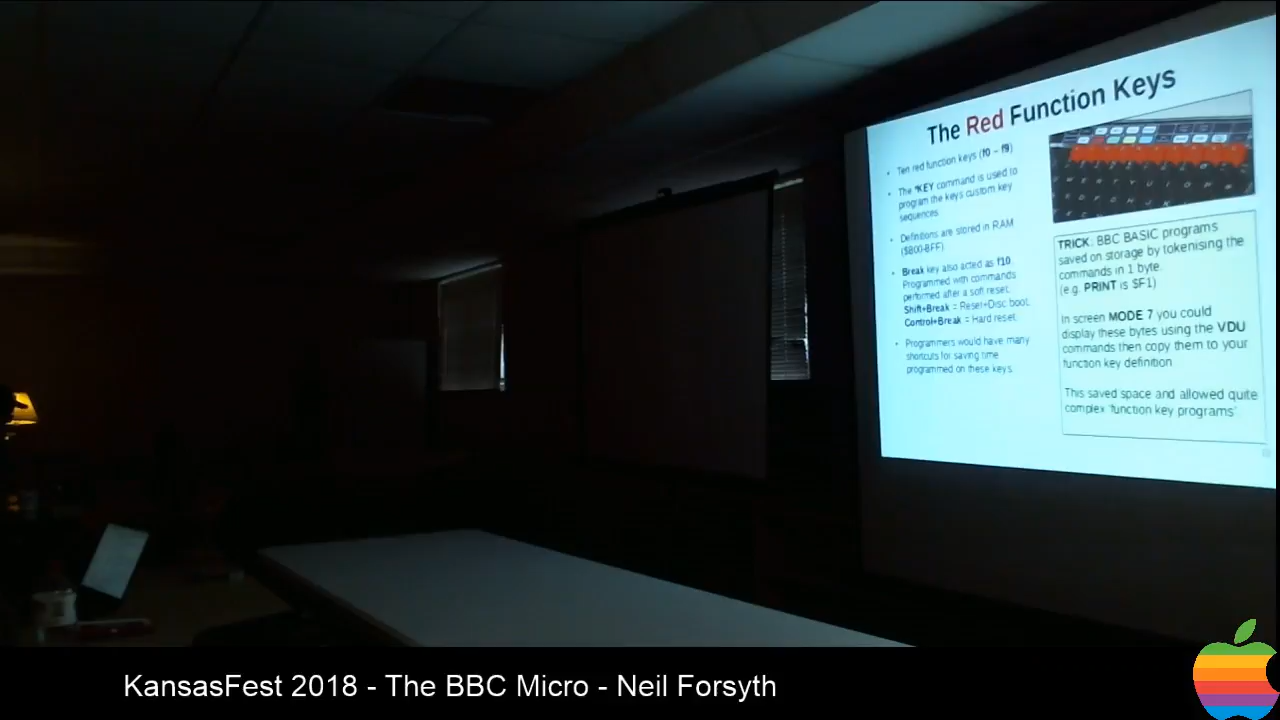 The Red Function Keys
Ten red function keys (f0 – f9)
The *KEY command is used to
program the keys custom key
sequences.
Definitions are stored in RAM
($B00-BFF).
Break key also acted as f10.
Programmed with commands
performed after a soft reset.
Shift+Break = Reset+Disc boot.
Control+Break = Hard reset.
Programmers would have many
shortcuts for saving time
programmed on these keys.
TRICK: BBC BASIC programs
saved on storage by tokenising the
commands in 1 byte.
(e.g. PRINT is $F1)
In screen MODE 7 you could
display these bytes using the VDU
commands then copy them to your
function key definition
This saved space and allowed quite
complex 'function key programs'
KansasFest 2018 - The BBC Micro - Neil Forsyth